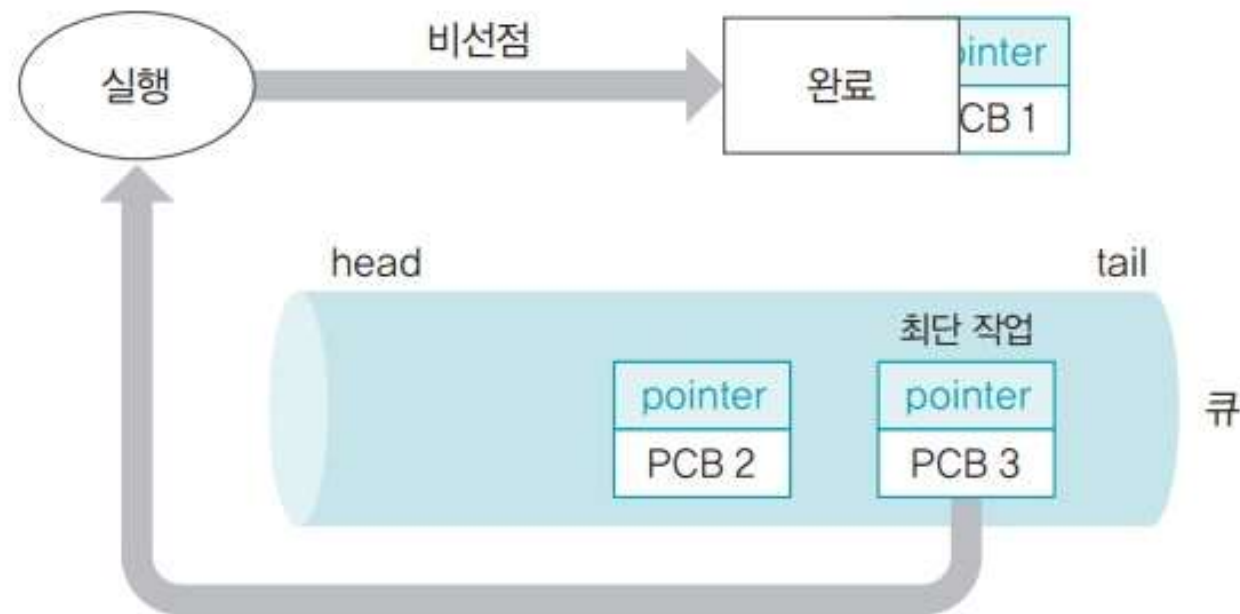 비선점
실행
완료
inter
CB 1
head
tail
최단 작업
pointer
pointer
큐
PCB 2
PCB 3